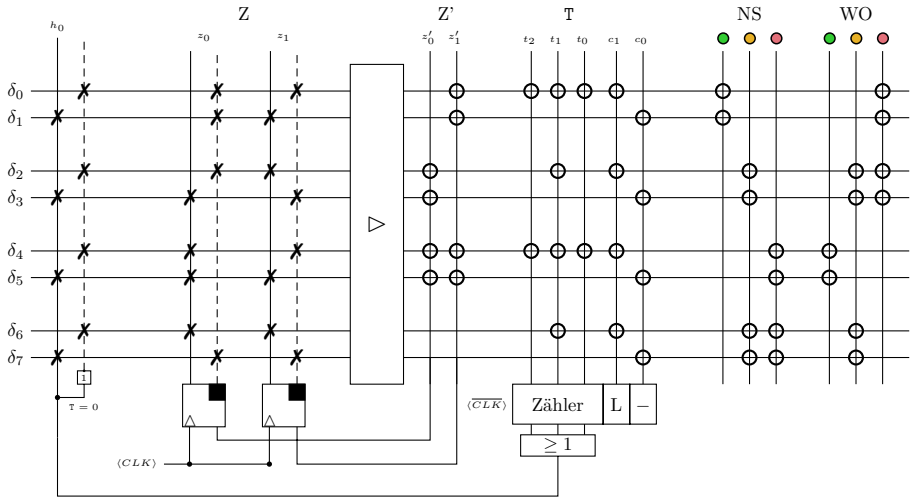 Z Z' T NS WO
h₀ z₀ z₁ z′₀ z′₁ t₂ t₁ t₀ c₁ c₀
δ₀
δ₁
δ₂
δ₃
▷
δ₄
δ₅
δ₆
δ₇
1
T = 0
⟨CLK̅⟩ Zähler L −
≥ 1
⟨CLK⟩